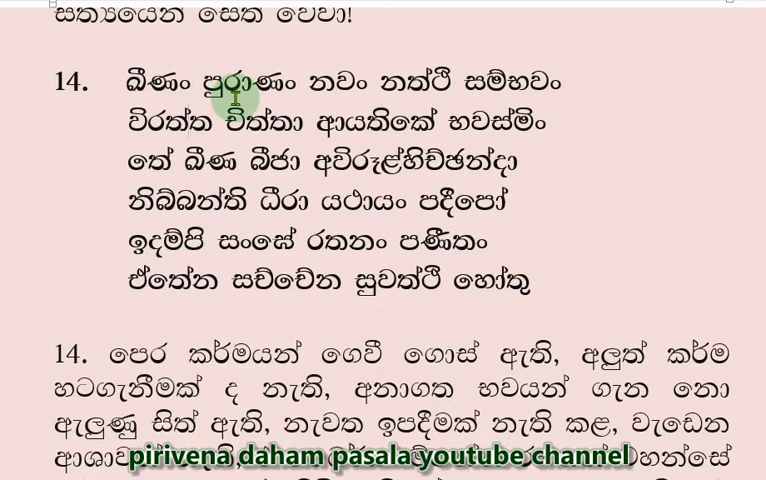 සත්‍යයෙන් සෙත් වේවා!
14. ඛීණං පුරාණං නවං නත්ථි සම්භවං
විරත්ත චිත්තා ආයතිකේ භවස්මිං
තේ ඛීණ බීජා අවිරූළ්හිච්ඡන්දා
නිබ්බන්ති ධීරා යථායං පදීපෝ
ඉදම්පි සංඝේ රතනං පණීතං
ඒතේන සච්චේන සුවත්ථි හෝතු
14. පෙර කර්මයන් ගෙවී ගොස් ඇති, අලුත් කර්ම
හටගැනීමක් ද නැති, අනාගත භවයන් ගැන නො
ඇලුණු සිත් ඇති, නැවත ඉපදීමක් නැති කළ, වැඩෙන
pirivena daham pasala youtube channel